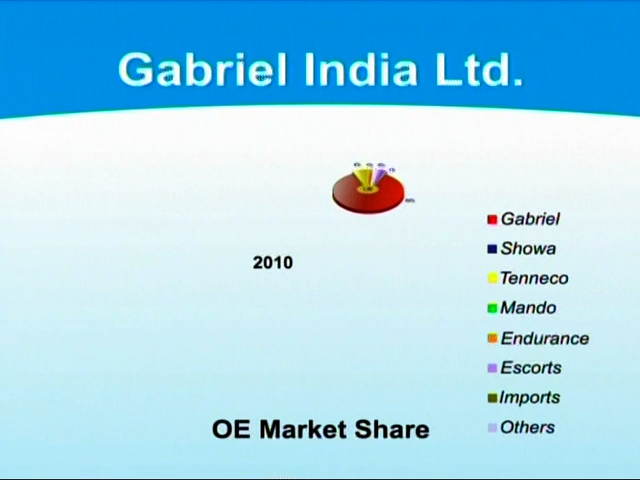 Gabriel India Ltd.
Gabriel
Showa
2010
Tenneco
Mando
Endurance
Escorts
Imports
OE Market Share
Others